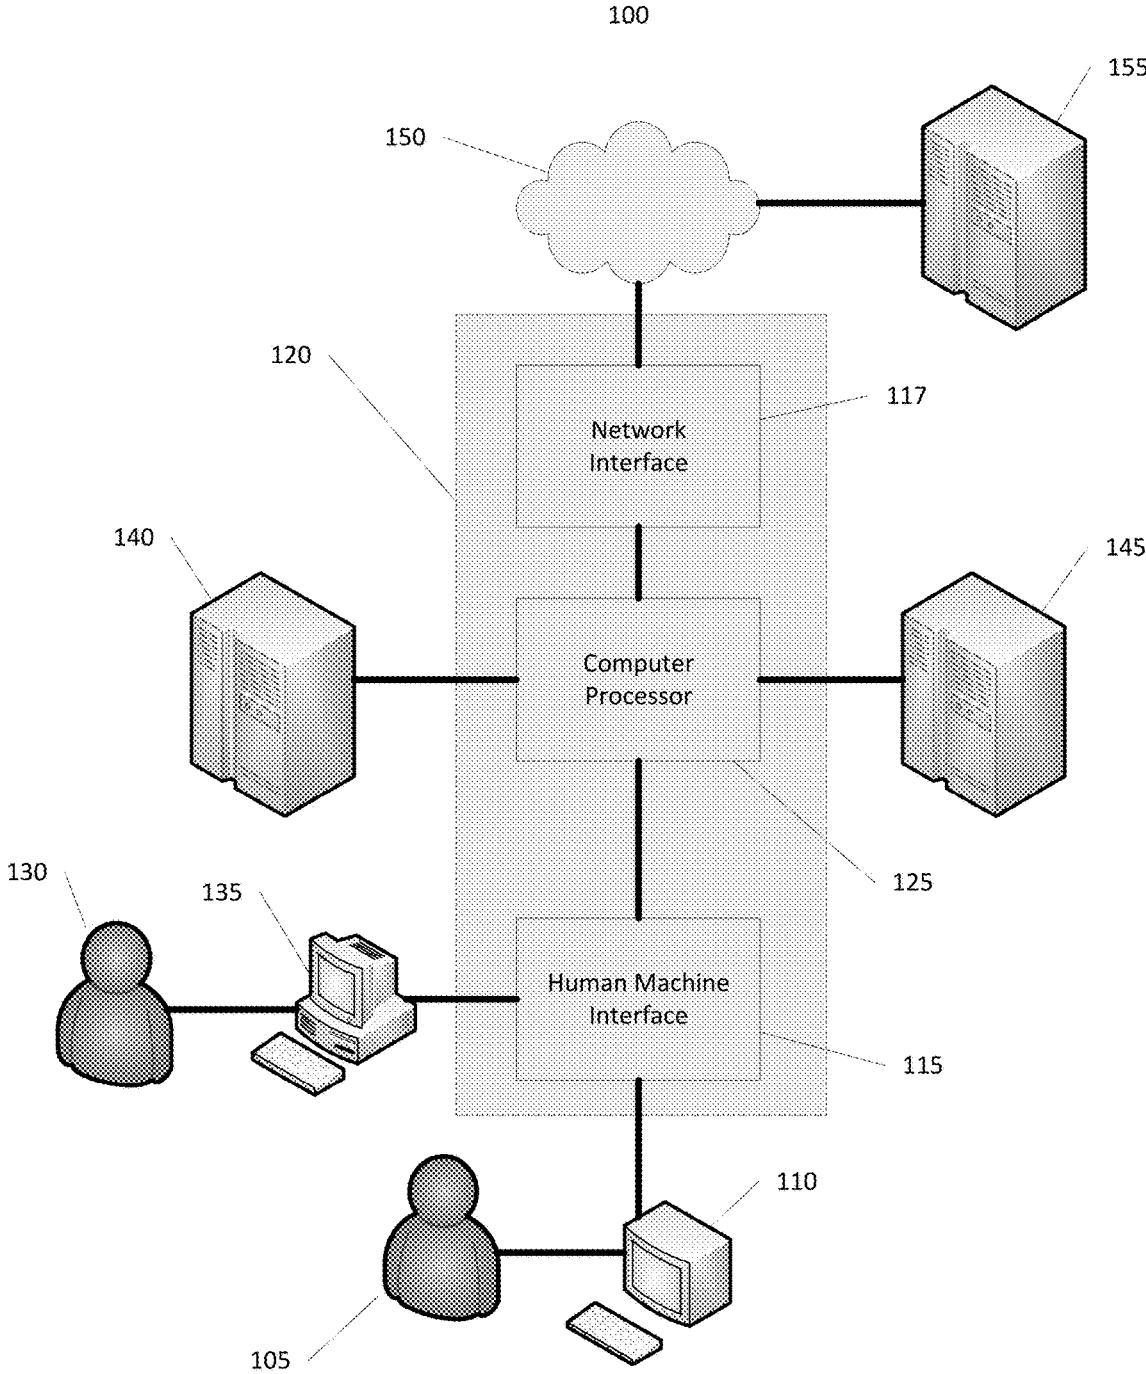 100
155
150
120
117
Network
Interface
140
145
Computer
Processor
130
135
125
Human Machine
Interface
115
110
105